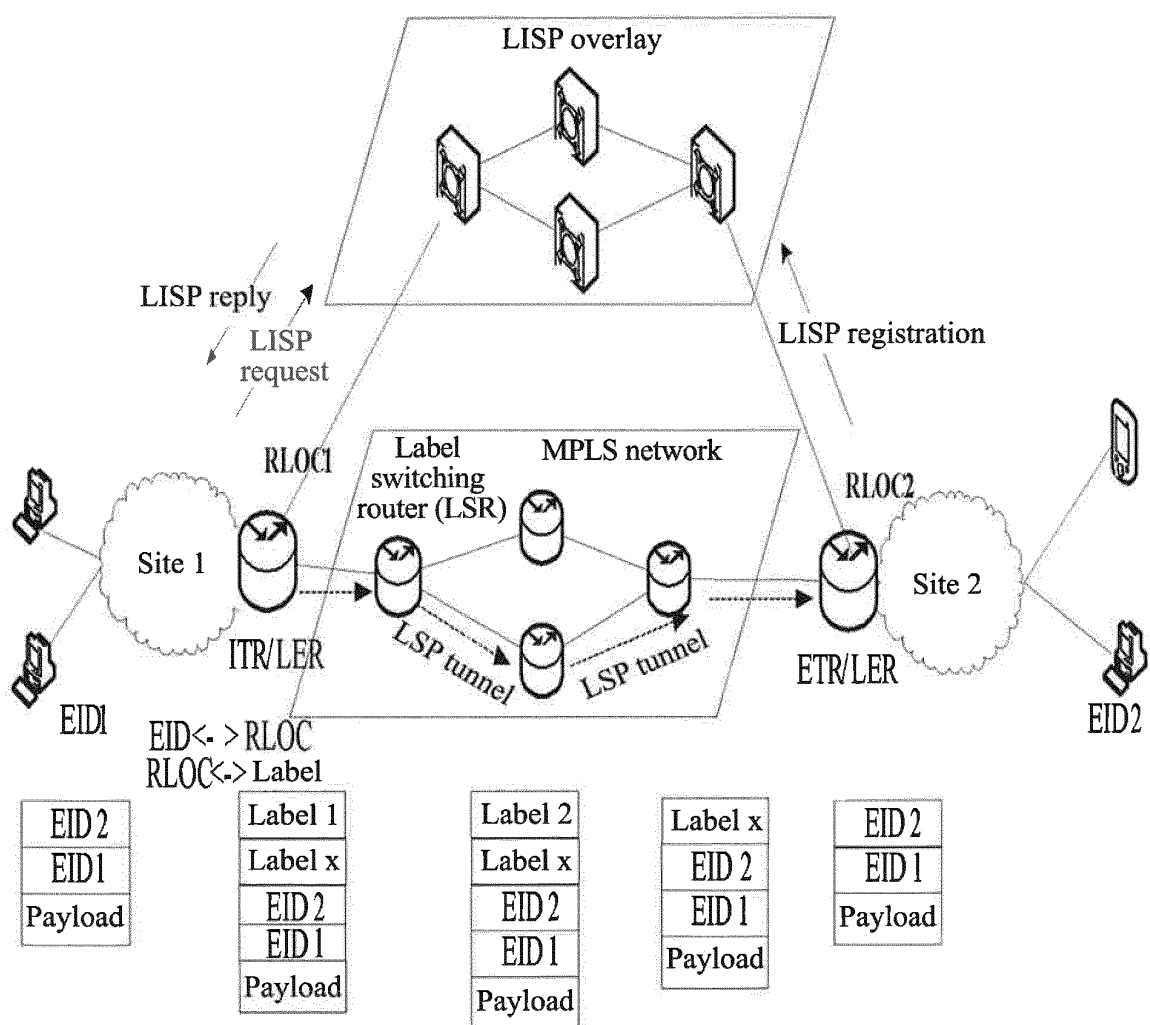 LISP overlay
LISP reply
LISP
request
LISP registration
RLOC1
Label
switching
router (LSR)
MPLS network
RLOC2
Site 1
Site 2
LSP tunnel
LSP tunnel
ITR/LER
ETR/LER
EID1
EID2
EID<- >RLOC
RLOC<->Label
EID 2
EID1
Payload
Label 1
Label x
EID 2
EID 1
Payload
Label 2
Label x
EID 2
EID 1
Payload
Label x
EID 2
EID 1
Payload
EID 2
EID 1
Payload